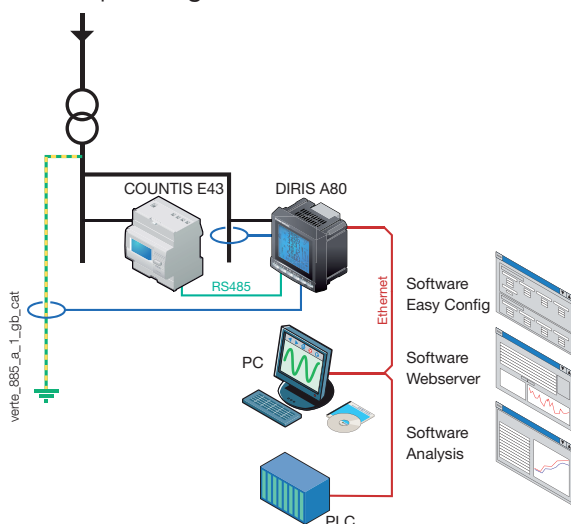 COUNTIS E43
DIRIS A80
RS485
Ethernet
verte_885_a_1_gb_cat
Software
Easy Config
PC
Software
Webserver
Software
Analysis
PLC